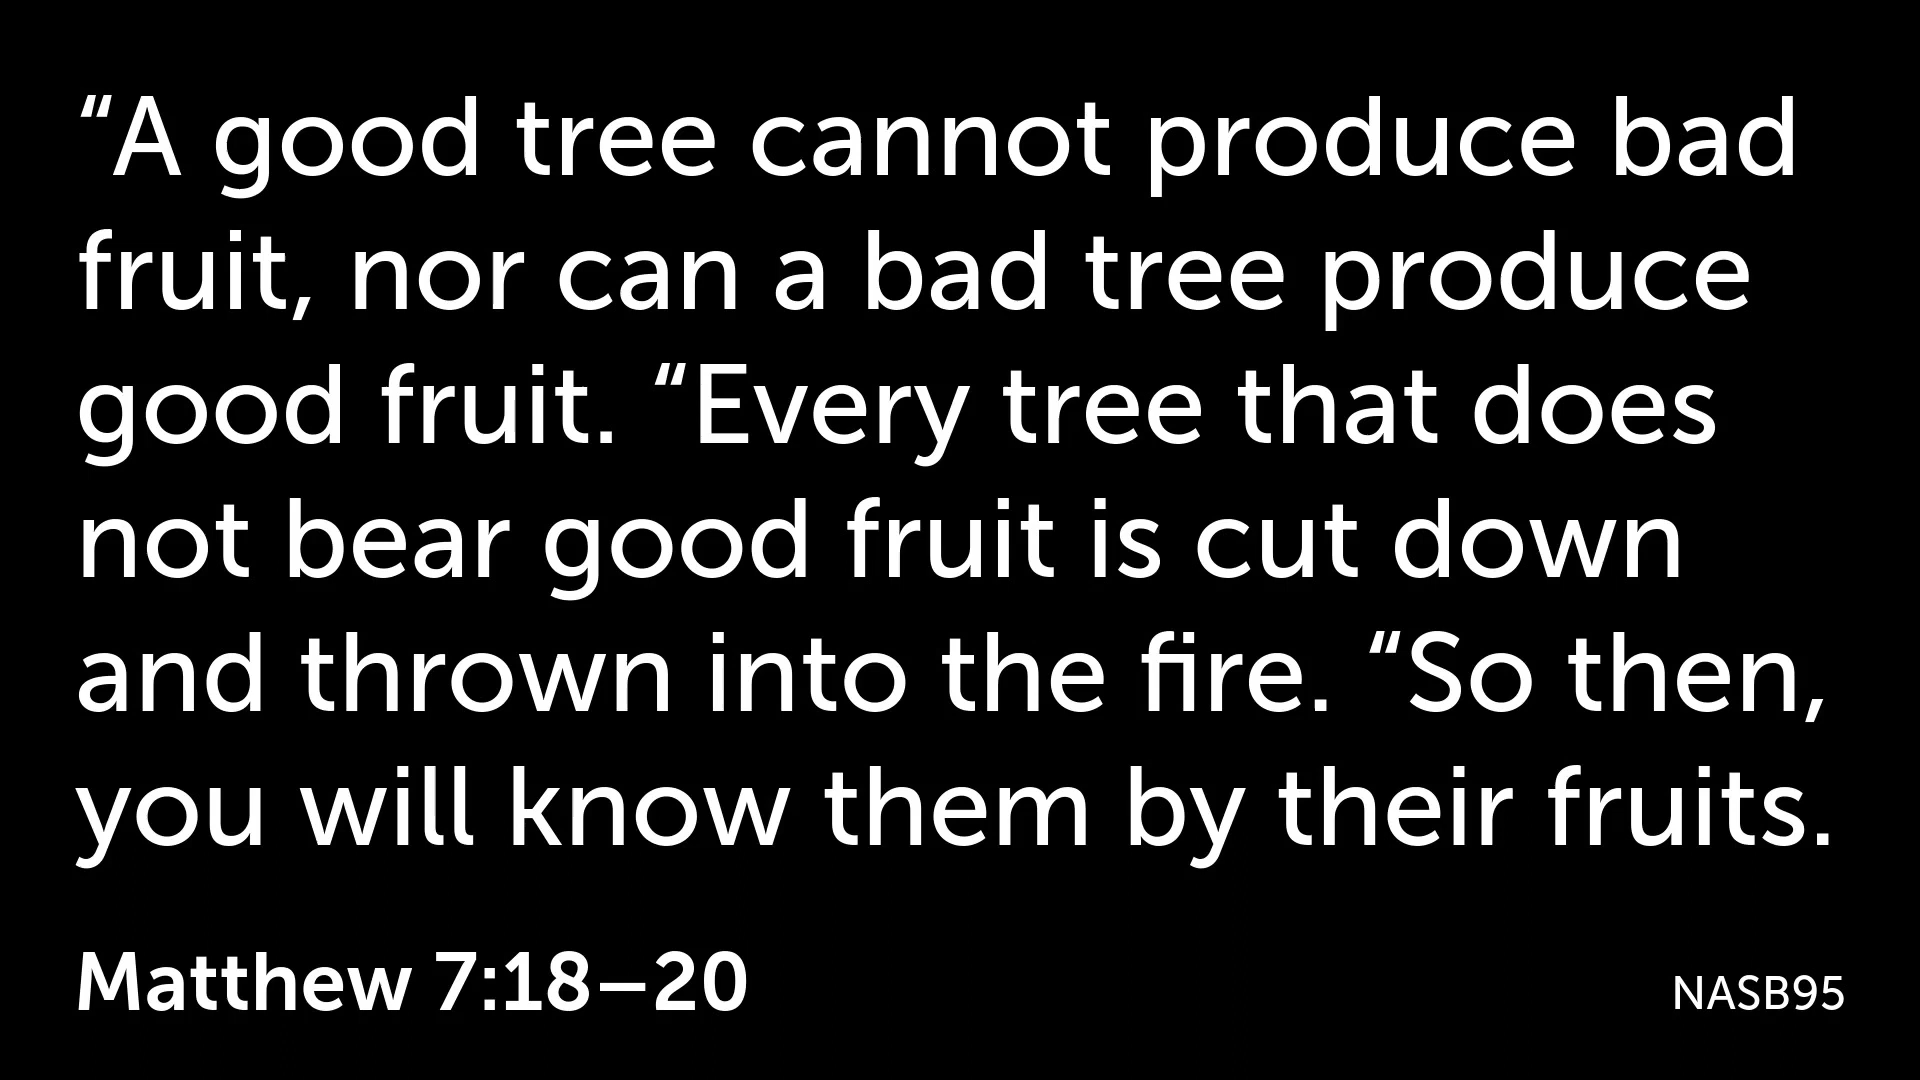 “A good tree cannot produce bad
fruit, nor can a bad tree produce
good fruit. “Every tree that does
not bear good fruit is cut down
and thrown into the fire. “So then,
you will know them by their fruits.
Matthew 7:18–20
NASB95